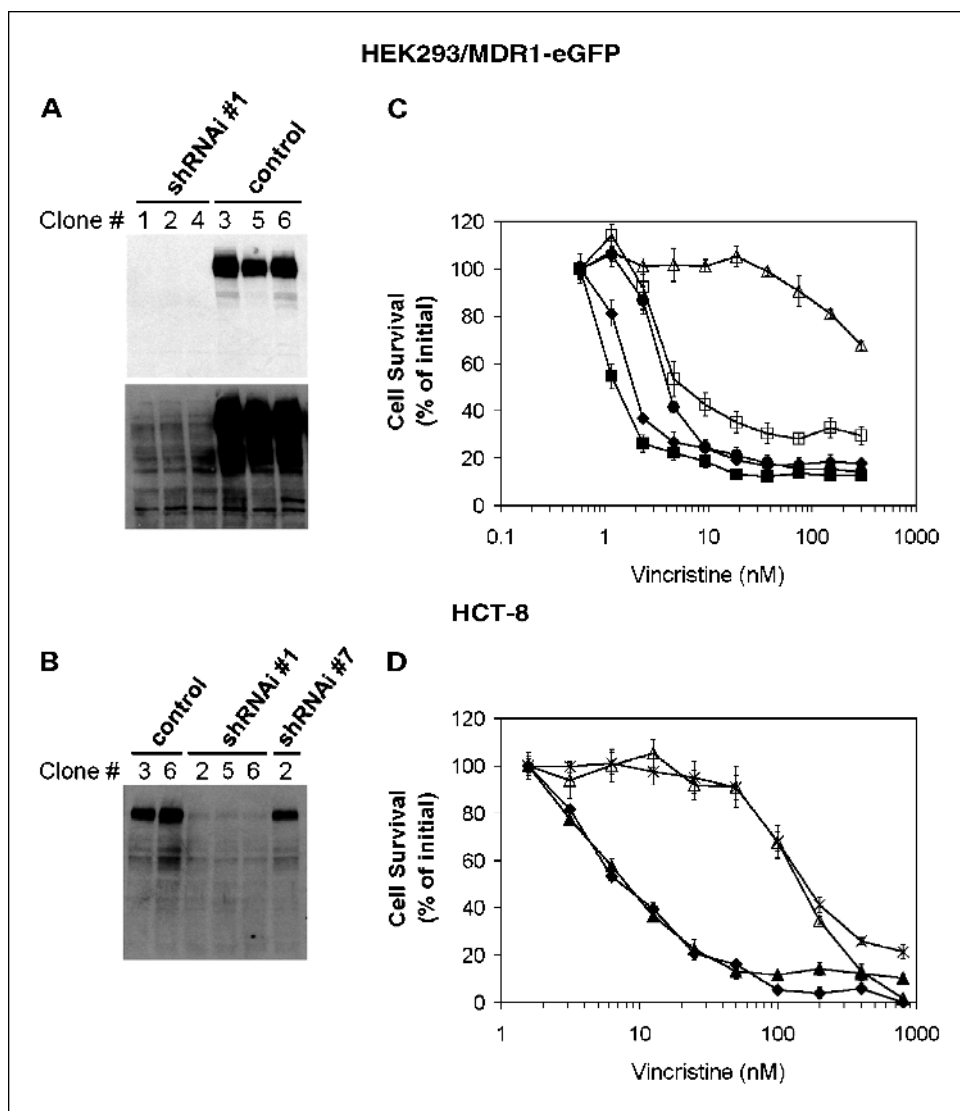 HEK293/MDR1-eGFP
A
shRNAi #1
control
Clone # 1 2 4 3 5 6
C
120
100
80
60
40
20
0
Cell Survival
(% of initial)
0.1 1 10 100 1000
Vincristine (nM)
HCT-8
B
control
shRNAi #1
shRNAi #7
Clone # 3 6 2 5 6 2
D
120
100
80
60
40
20
0
Cell Survival
(% of initial)
1 10 100 1000
Vincristine (nM)